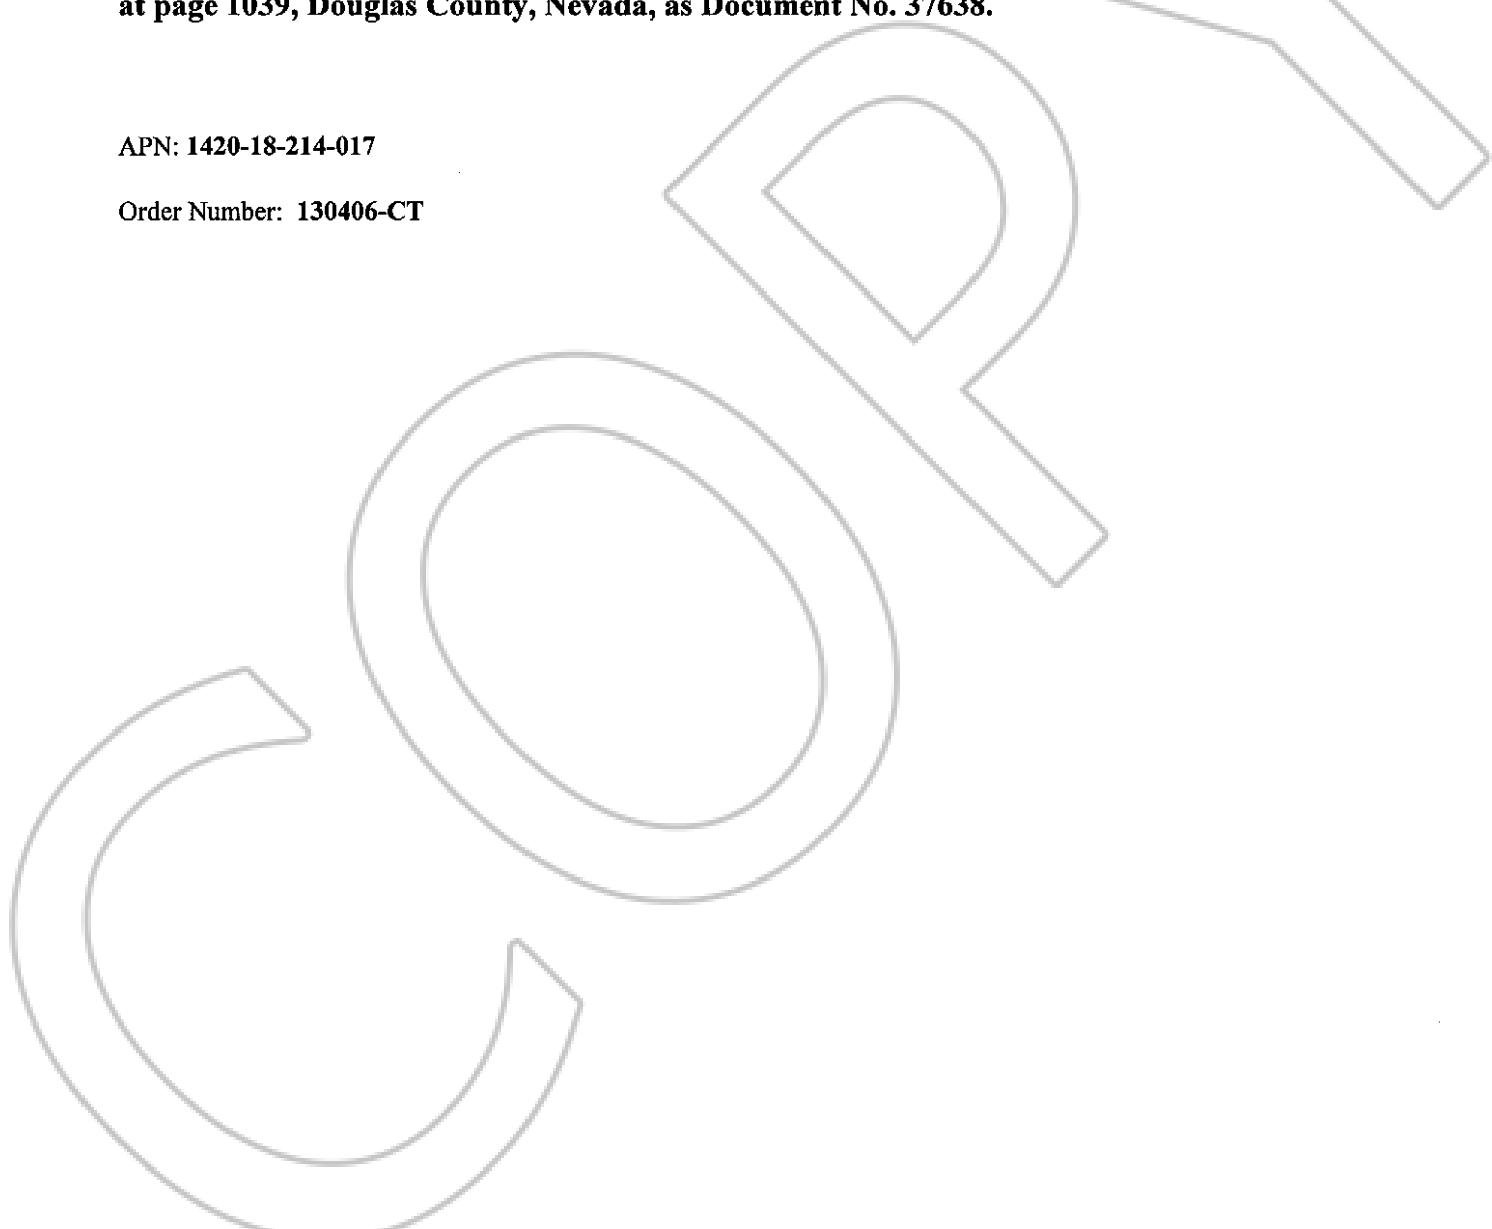 at page 1039, Douglas County, Nevada, as Document No. 37638.
APN: 1420-18-214-017
Order Number: 130406-CT
COPY